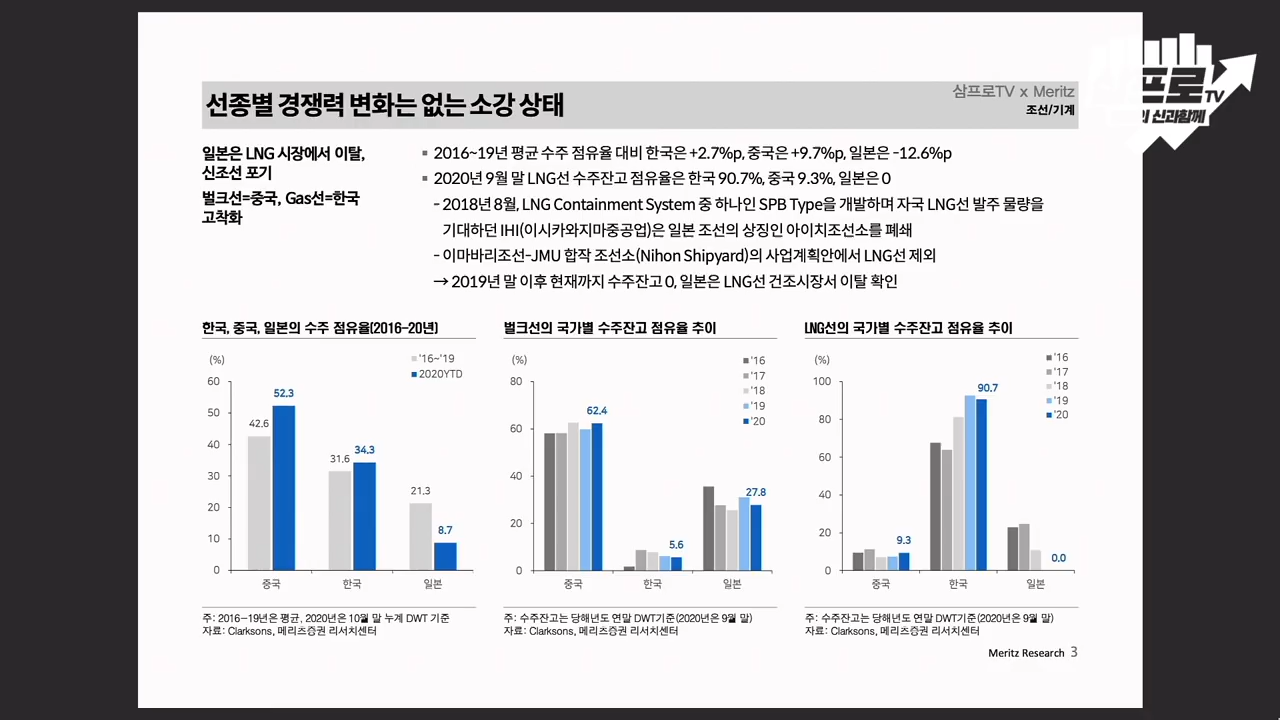 선종별 경쟁력 변화는 없는 소강 상태
삼프로TV x Meritz
조선/기계
프로TV
의 신과함께
일본은 LNG 시장에서 이탈,
신조선 포기
벌크선=중국, Gas선=한국
고착화
▪ 2016~19년 평균 수주 점유율 대비 한국은 +2.7%p, 중국은 +9.7%p, 일본은 -12.6%p
▪ 2020년 9월 말 LNG선 수주잔고 점유율은 한국 90.7%, 중국 9.3%, 일본은 0
- 2018년 8월, LNG Containment System 중 하나인 SPB Type을 개발하며 자국 LNG선 발주 물량을
기대하던 IHI(이시카와지마중공업)은 일본 조선의 상징인 아이치조선소를 폐쇄
- 이마바리조선-JMU 합작 조선소(Nihon Shipyard)의 사업계획안에서 LNG선 제외
→ 2019년 말 이후 현재까지 수주잔고 0, 일본은 LNG선 건조시장서 이탈 확인
한국, 중국, 일본의 수주 점유율(2016-20년)
(%)
'16~'19
2020YTD
60
50
40
30
20
10
0
42.6
52.3
31.6
34.3
21.3
8.7
중국
한국
일본
주: 2016-19년은 평균, 2020년은 10월 말 누계 DWT 기준
자료: Clarksons, 메리츠증권 리서치센터
벌크선의 국가별 수주잔고 점유율 추이
(%)
'16
'17
'18
'19
'20
80
60
40
20
0
62.4
5.6
27.8
중국
한국
일본
주: 수주잔고는 당해년도 연말 DWT기준(2020년은 9월 말)
자료: Clarksons, 메리츠증권 리서치센터
LNG선의 국가별 수주잔고 점유율 추이
(%)
'16
'17
'18
'19
'20
100
80
60
40
20
0
9.3
90.7
0.0
중국
한국
일본
주: 수주잔고는 당해년도 연말 DWT기준(2020년은 9월 말)
자료: Clarksons, 메리츠증권 리서치센터
Meritz Research 3